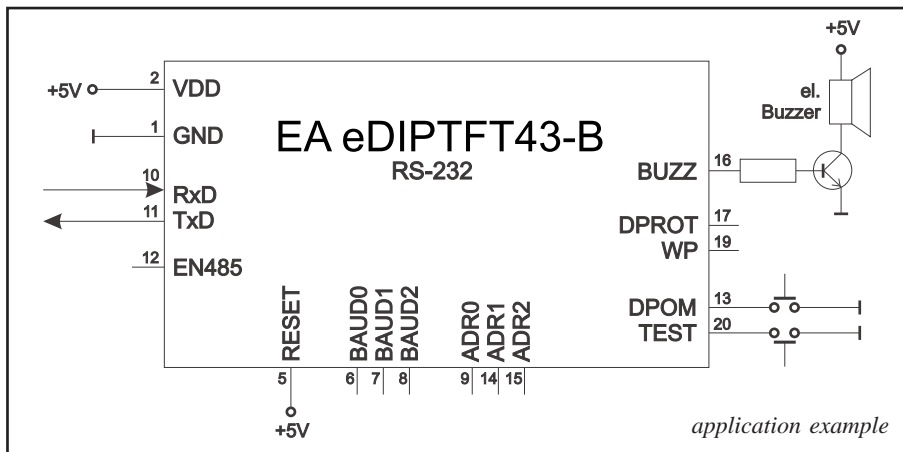 +5V
el.
Buzzer
+5V
2
VDD
1
GND
EA eDIPTFT43-B
RS-232
10
RxD
11
TxD
12
EN485
BUZZ
16
DPROT
17
WP
19
DPOM
13
TEST
20
RESET
BAUD0
BAUD1
BAUD2
ADR0
ADR1
ADR2
5
6
7
8
9
14
15
+5V
application example